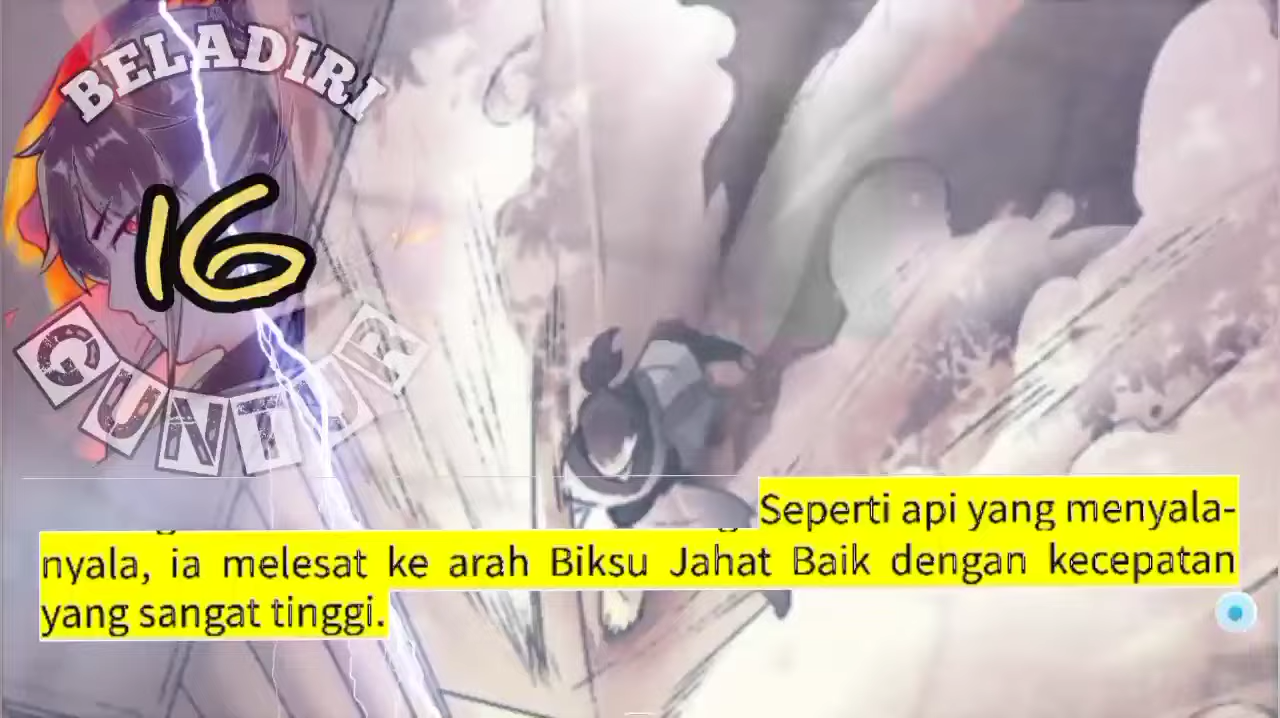 BELADIRI
16
GUNTUR
Seperti api yang menyala-
nyala, ia melesat ke arah Biksu Jahat Baik dengan kecepatan
yang sangat tinggi.